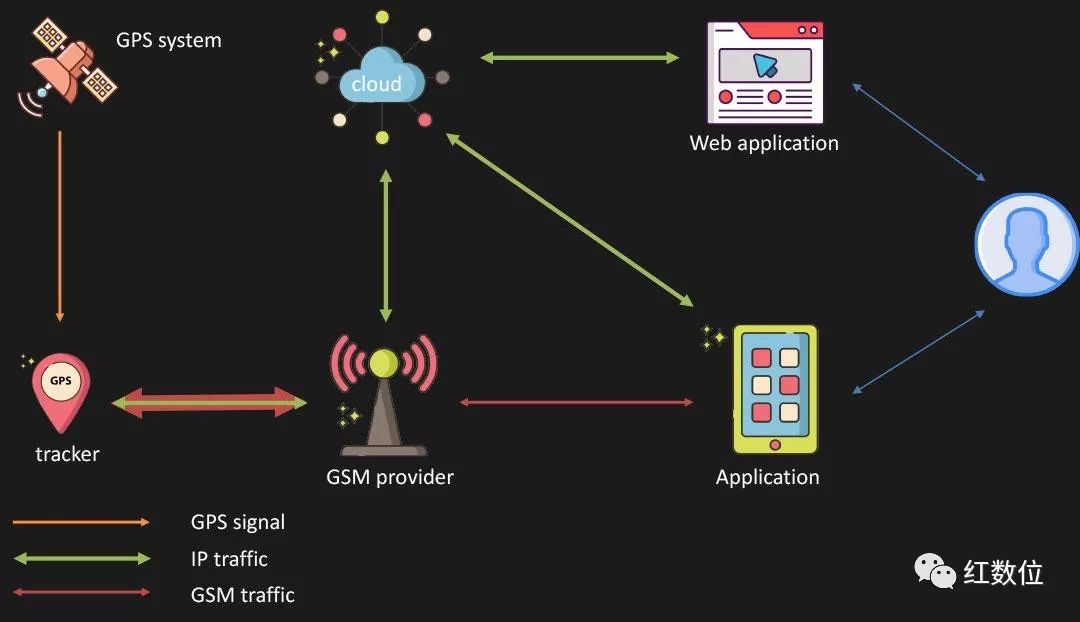 GPS system
cloud
Web application
GPS
tracker
GSM provider
Application
GPS signal
IP traffic
GSM traffic
红数位